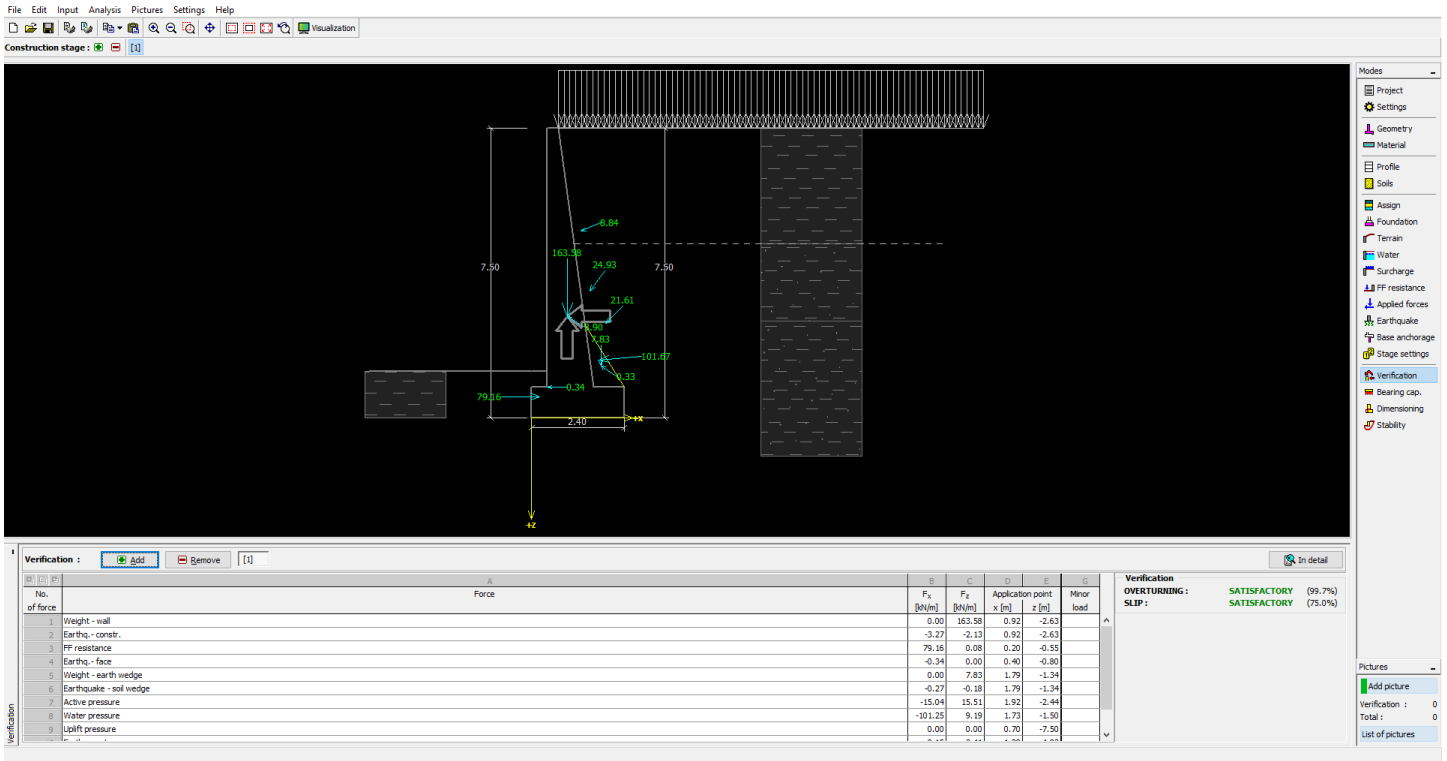 File Edit Input Analysis Pictures Settings Help
Visualization
Construction stage : [1]
8.84
163.58
24.93
7.50
7.50
21.61
7.83
101.67
0.33
0.34
79.16
2.40
+x
+z
Modes
Project
Settings
Geometry
Material
Profile
Soils
Assign
Foundation
Terrain
Water
Surcharge
FF resistance
Applied forces
Earthquake
Base anchorage
Stage settings
Verification
Bearing cap.
Dimensioning
Stability
Pictures
Add picture
Verification : 0
Total : 0
List of pictures
Verification
Verification : Add Remove [1] In detail
A B C D E G
No. Force Fx Fz Application point Minor
of force [kN/m] [kN/m] x [m] z [m] load
1 Weight - wall 0.00 163.58 0.92 -2.63
2 Earthq.- constr. -3.27 -2.13 0.92 -2.63
3 FF resistance 79.16 0.08 0.20 -0.55
4 Earthq.- face -0.34 0.00 0.40 -0.80
5 Weight - earth wedge 0.00 7.83 1.79 -1.34
6 Earthquake - soil wedge -0.27 -0.18 1.79 -1.34
7 Active pressure -15.04 15.51 1.92 -2.44
8 Water pressure -101.25 9.19 1.73 -1.50
9 Uplift pressure 0.00 0.00 0.70 -7.50
Verification
OVERTURNING : SATISFACTORY (99.7%)
SLIP : SATISFACTORY (75.0%)